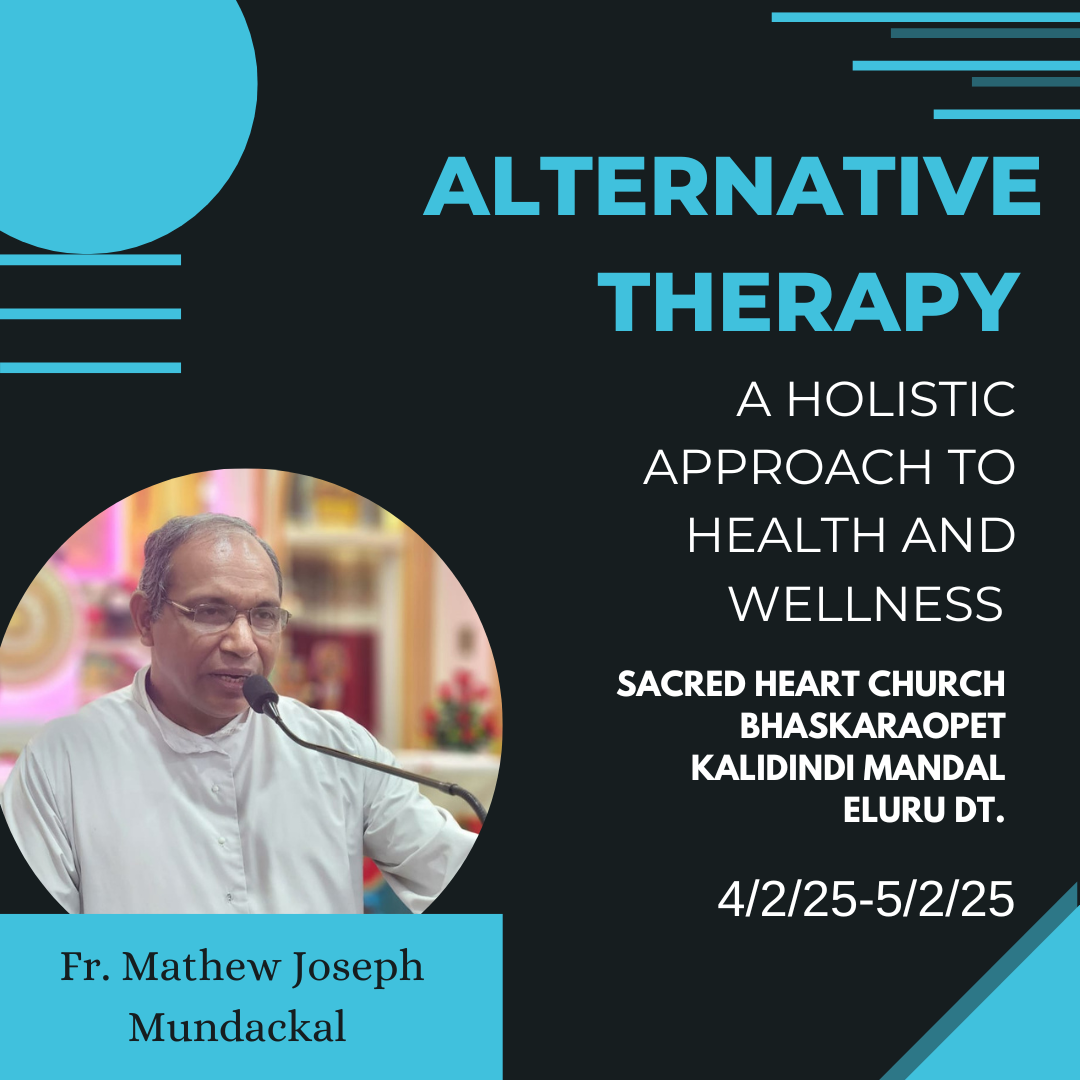 ALTERNATIVE
THERAPY
A HOLISTIC
APPROACH TO
HEALTH AND
WELLNESS
SACRED HEART CHURCH
BHASKARAOPET
KALIDINDI MANDAL
ELURU DT.
4/2/25-5/2/25
Fr. Mathew Joseph
Mundackal